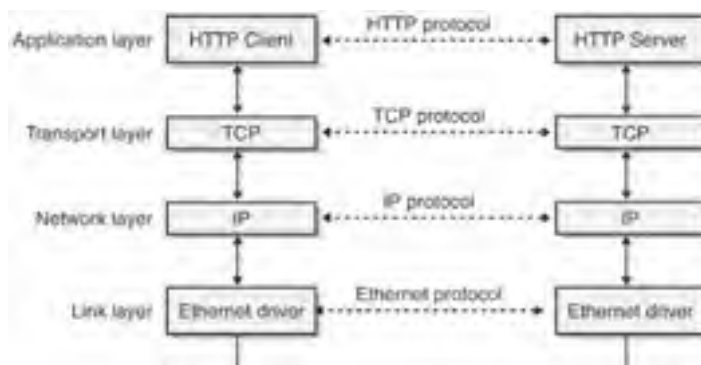 Application layer HTTP Client HTTP protocol HTTP Server
Transport layer TCP TCP protocol TCP
Network layer IP IP protocol IP
Link layer Ethernet driver Ethernet protocol Ethernet driver